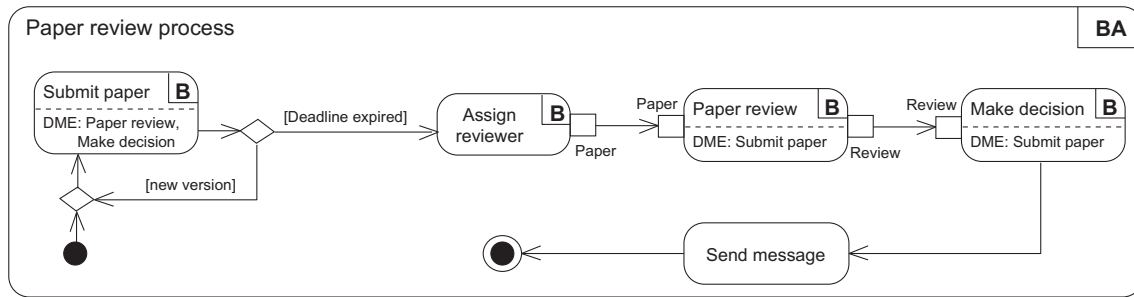 Paper review process
BA
Submit paper
B
DME: Paper review,
Make decision
[Deadline expired]
[new version]
Assign
reviewer
B
Paper
Paper
Paper review
B
DME: Submit paper
Review
Review
Make decision
B
DME: Submit paper
Send message